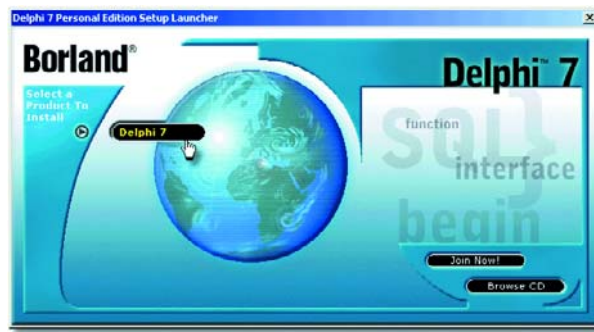 Delphi 7 Personal Edition Setup Launcher
Borland®
Delphi™ 7
Select a
Product To
Install
Delphi 7
function
SQL}
interface
begin
Join Now!
Browse CD